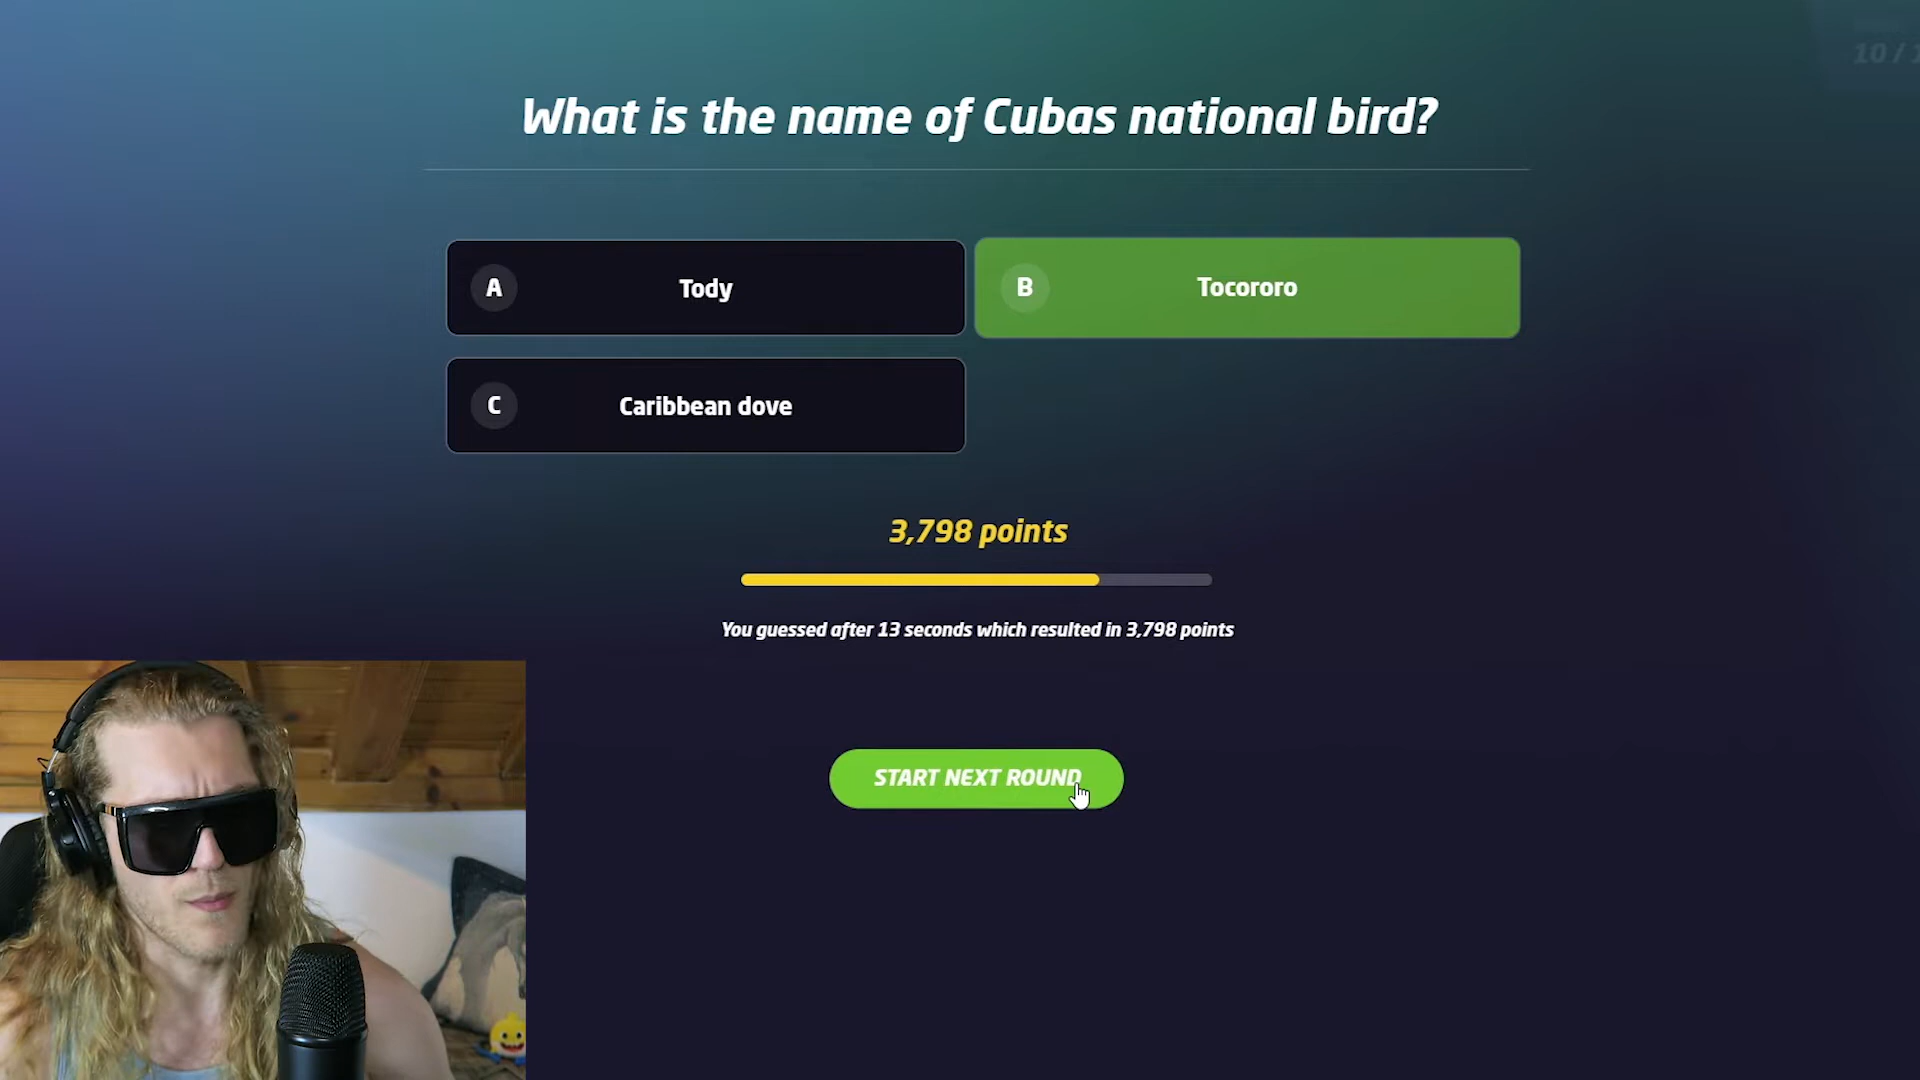 10 /
What is the name of Cubas national bird?
A Tody
B Tocororo
C Caribbean dove
3,798 points
You guessed after 13 seconds which resulted in 3,798 points
START NEXT ROUND